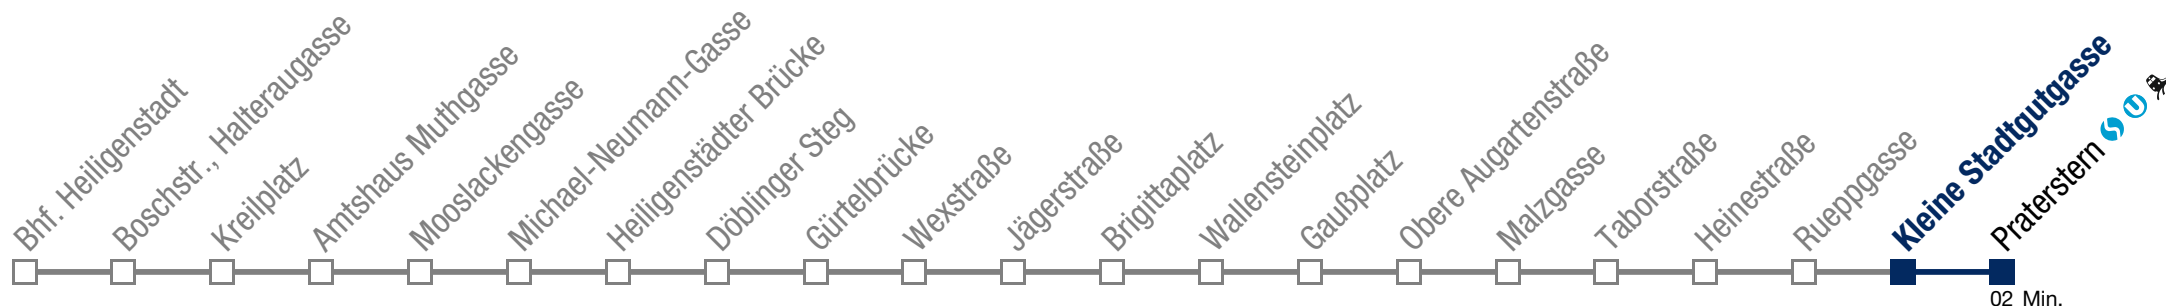 Bhf. Heiligenstadt
Boschstr., Halteraugasse
Kreilplatz
Amtshaus Muthgasse
Mooslackengasse
Michael-Neumann-Gasse
Heiligenstädter Brücke
Döblinger Steg
Gürtelbrücke
Wexstraße
Jägerstraße
Brigittaplatz
Wallensteinplatz
Gaußplatz
Obere Augartenstraße
Malzgasse
Taborstraße
Heinestraße
Rueppgasse
Kleine Stadtgutgasse
Praterstern S U
02 Min.